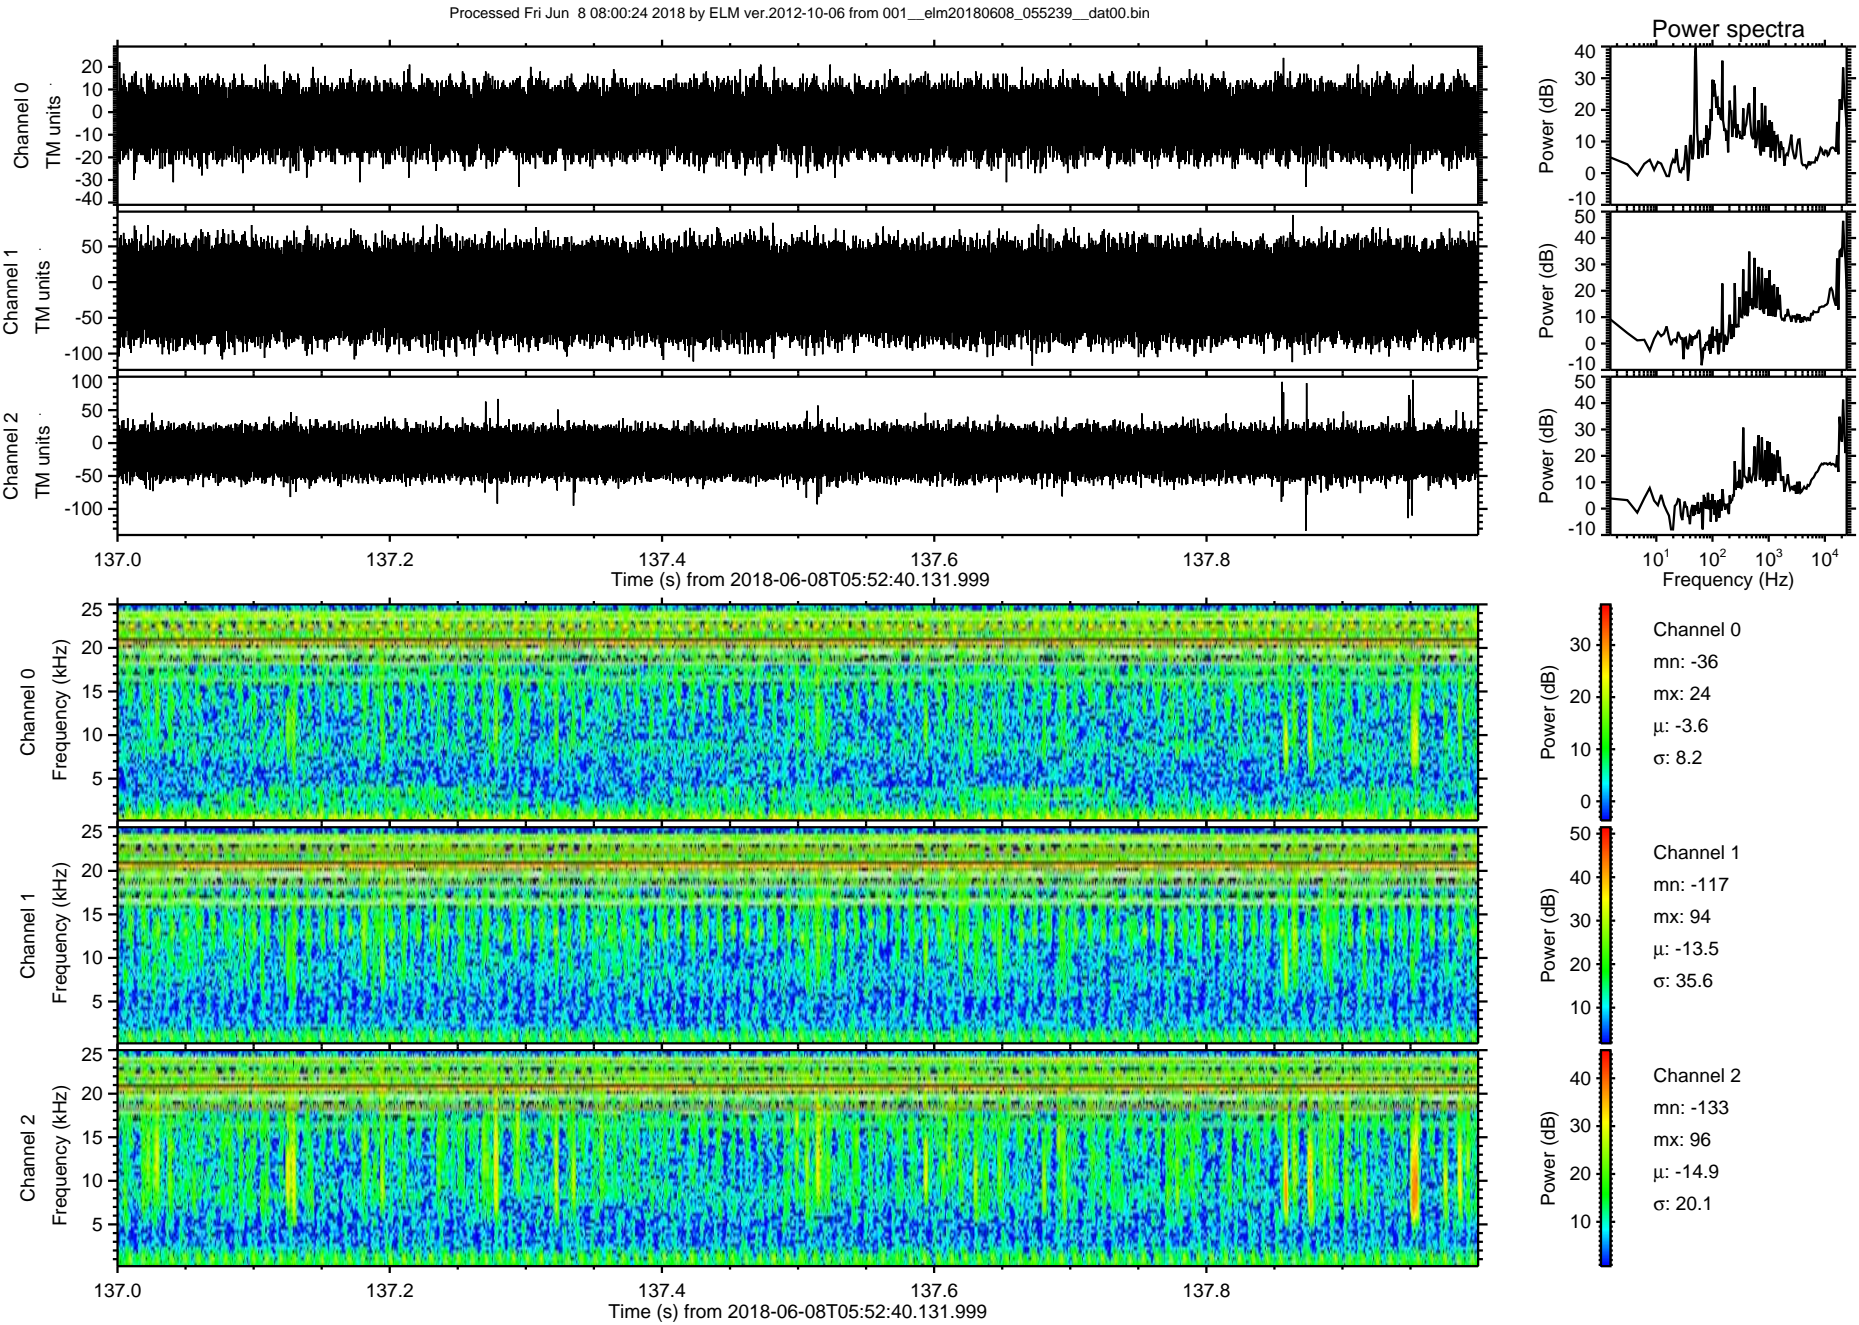 Processed Fri Jun  8 08:00:24 2018 by ELM ver.2012-10-06 from 001__elm20180608_055239__dat00.bin
Power spectra
Channel 0
TM units
20
10
0
-10
-20
-30
-40
Power (dB)
40
30
20
10
0
-10
Channel 1
TM units
50
0
-50
-100
Power (dB)
50
40
30
20
10
0
-10
Channel 2
TM units
100
50
0
-50
-100
Power (dB)
50
40
30
20
10
0
-10
137.0 137.2 137.4 137.6 137.8
Time (s) from 2018-06-08T05:52:40.131.999
10¹ 10² 10³ 10⁴
Frequency (Hz)
Channel 0
Frequency (kHz)
25
20
15
10
5
Power (dB)
30
20
10
0
Channel 0
mn: -36
mx: 24
μ: -3.6
σ: 8.2
Channel 1
Frequency (kHz)
25
20
15
10
5
Power (dB)
50
40
30
20
10
Channel 1
mn: -117
mx: 94
μ: -13.5
σ: 35.6
Channel 2
Frequency (kHz)
25
20
15
10
5
Power (dB)
40
30
20
10
Channel 2
mn: -133
mx: 96
μ: -14.9
σ: 20.1
137.0 137.2 137.4 137.6 137.8
Time (s) from 2018-06-08T05:52:40.131.999